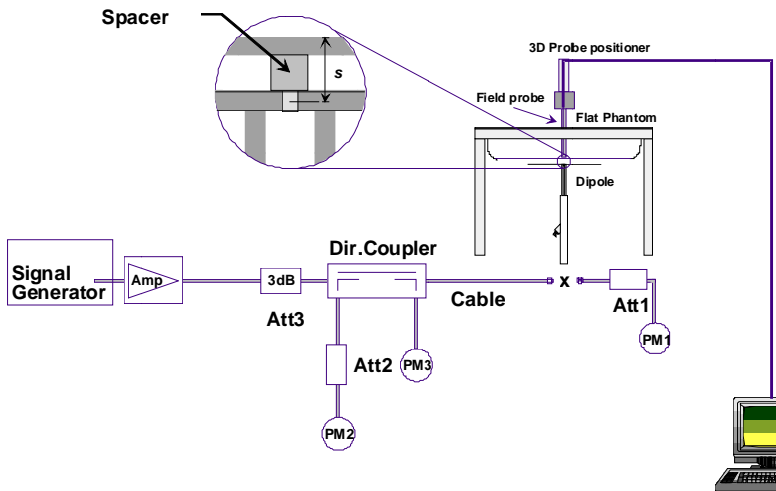 Spacer
s
3D Probe positioner
Field probe
Flat Phantom
Dipole
Signal
Generator
Amp
3dB
Att3
Dir.Coupler
Cable
x
Att1
PM1
Att2
PM3
PM2